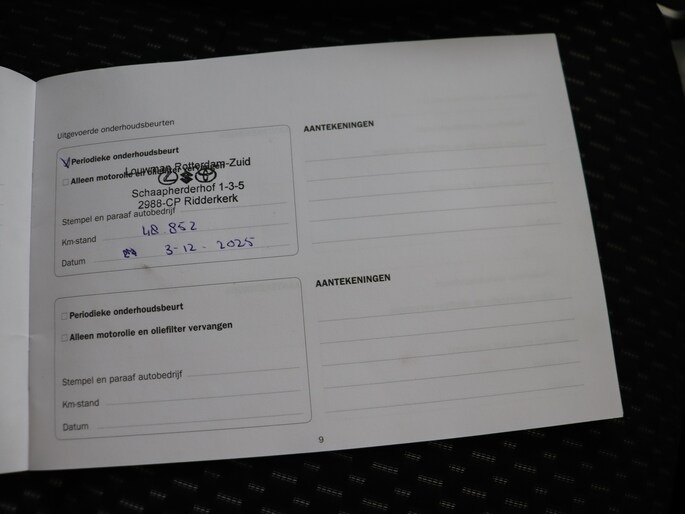 Uitgevoerde onderhoudsbeurten
Periodieke onderhoudsbeurt
Louwman Rotterdam-Zuid
Alleen motorolie en oliefilter vervangen
Schaapherderhof 1-3-5
2988-CP Ridderkerk
Stempel en paraaf autobedrijf
Km-stand 48.852
Datum 3-12-2025
AANTEKENINGEN
Periodieke onderhoudsbeurt
Alleen motorolie en oliefilter vervangen
Stempel en paraaf autobedrijf
Km-stand
Datum
AANTEKENINGEN
9